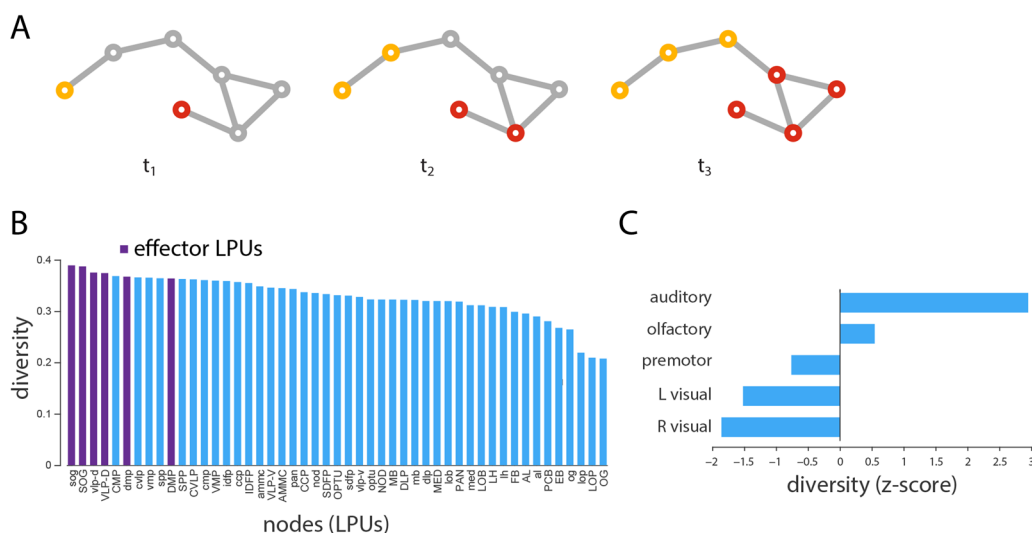 A
t1
t2
t3
B
effector LPUs
diversity
0.4
0.3
0.2
0.1
0
sog
SOG
vlp-d
VLP-D
CMP
dmp
cvlp
vmp
spp
DMP
SPP
CVLP
cmp
VMP
idfp
ccp
IDFP
ammc
VLP-V
AMMC
pan
CCP
nod
SDFP
OPTU
sdfp
vlp-v
optu
NOD
MB
DLP
mb
dlp
MED
lob
PAN
med
LOB
LH
lh
FB
AL
al
PCB
EB
og
lop
LOP
OG
nodes (LPUs)
C
auditory
olfactory
premotor
L visual
R visual
−2 −1.5 −1 −0.5 0 0.5 1 1.5 2 2.5 3
diversity (z-score)